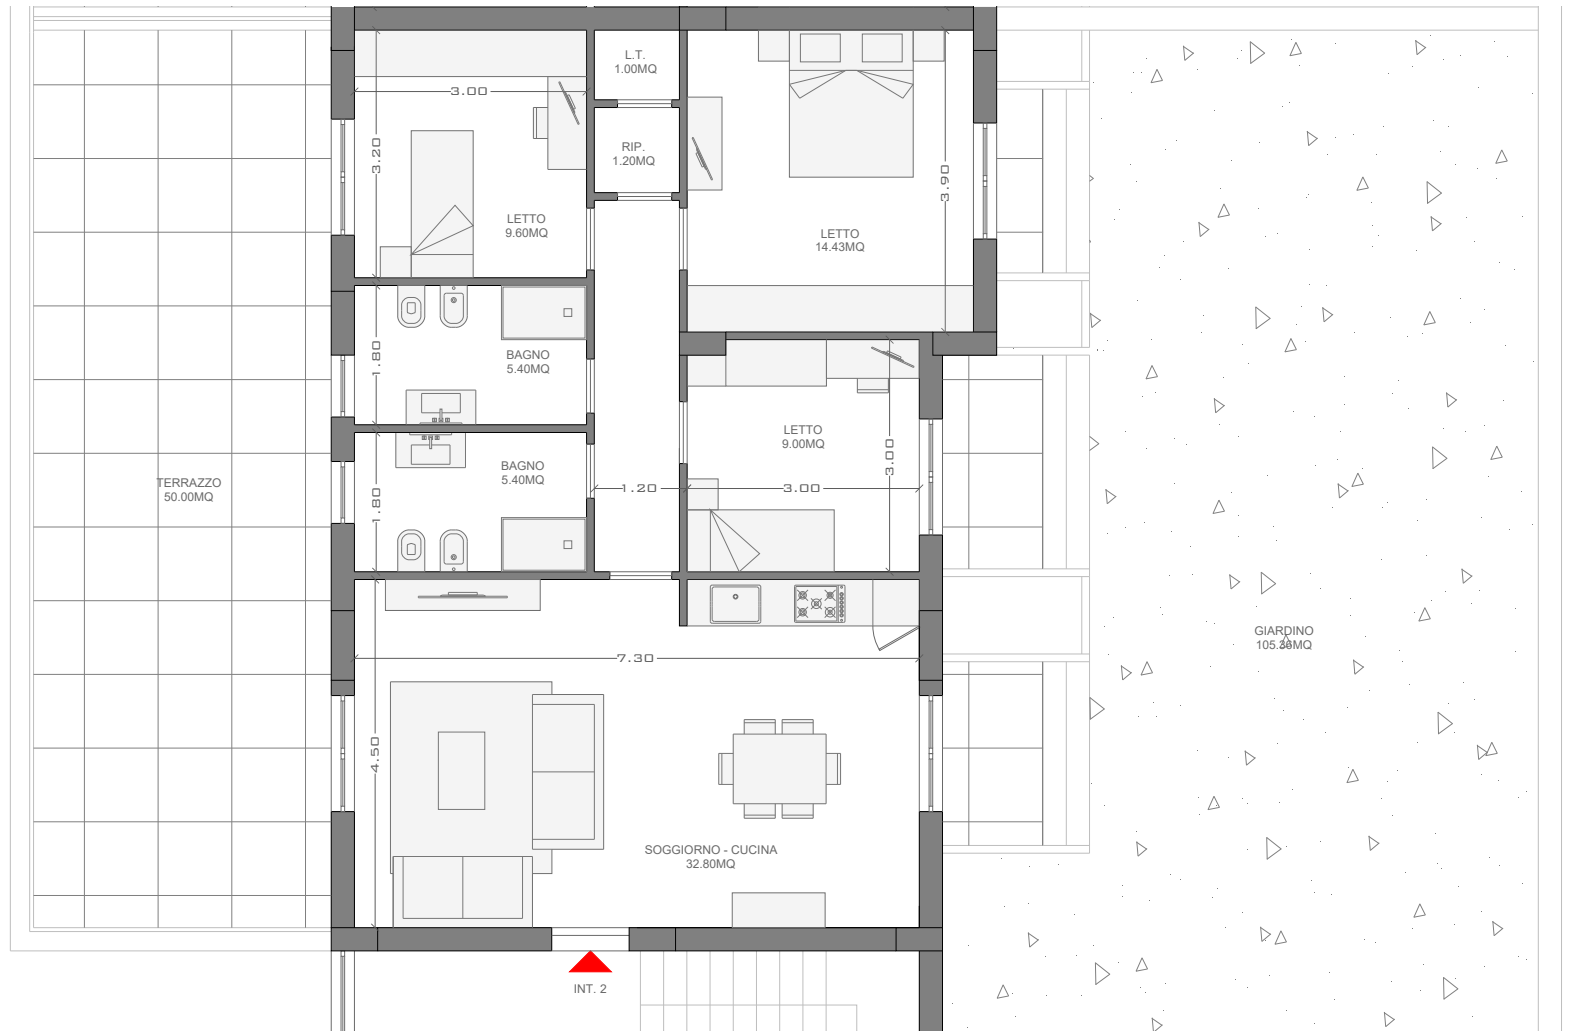 L.T.
1.00MQ
3.00
RIP.
1.20MQ
3.20
3.90
LETTO
9.60MQ
LETTO
14.43MQ
BAGNO
5.40MQ
1.80
LETTO
9.00MQ
3.00
BAGNO
5.40MQ
1.80
1.20
3.00
TERRAZZO
50.00MQ
GIARDINO
105.36MQ
7.30
4.50
SOGGIORNO - CUCINA
32.80MQ
INT. 2